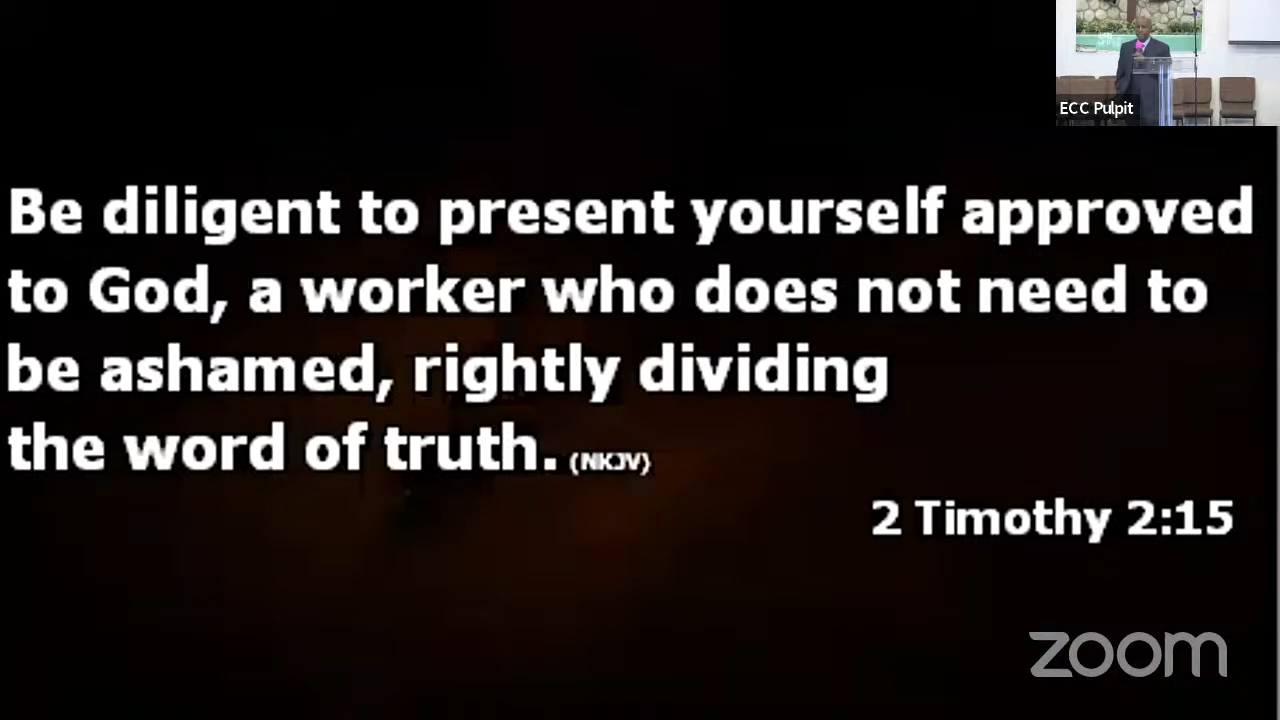 ECC Pulpit
Be diligent to present yourself approved
to God, a worker who does not need to
be ashamed, rightly dividing
the word of truth. (NKJV)
2 Timothy 2:15
zoom